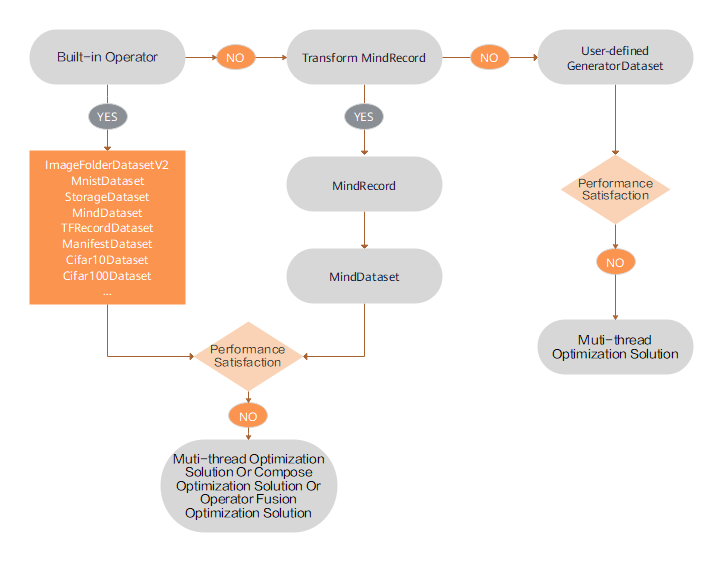 Built-in Operator
NO
Transform MindRecord
NO
User-defined
GeneratorDataset
YES
YES
ImageFolderDatasetV2
MnistDataset
StorageDataset
MindDataset
TFRecordDataset
ManifestDataset
Cifar10Dataset
Cifar100Dataset
...
MindRecord
MindDataset
Performance
Satisfaction
NO
Muti-thread
Optimization Solution
Performance
Satisfaction
NO
Muti-thread Optimization
Solution Or Compose
Optimization Solution Or
Operator Fusion
Optimization Solution